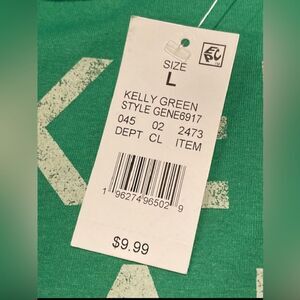 SIZE
L
KELLY GREEN
STYLE GENE6917
045 02 2473
DEPT CL ITEM
1 96274 96502 9
$9.99
K